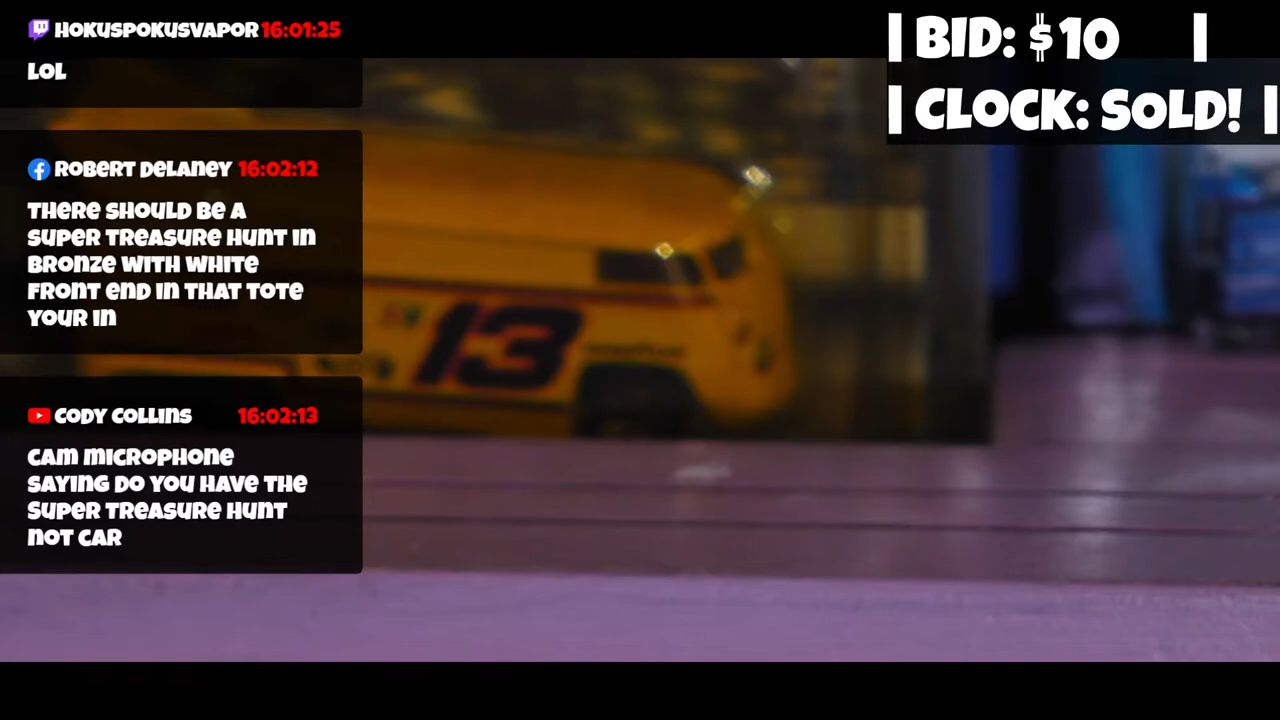 HOKUSPOKUSVAPOR 16:01:25
LOL
ROBERT DELANEY 16:02:12
THERE SHOULD BE A
SUPER TREASURE HUNT IN
BRONZE WITH WHITE
FRONT END IN THAT TOTE
YOUR IN
CODY COLLINS 16:02:13
CAM MICROPHONE
SAYING DO YOU HAVE THE
SUPER TREASURE HUNT
NOT CAR
| BID: $10 |
| CLOCK: SOLD! |
13